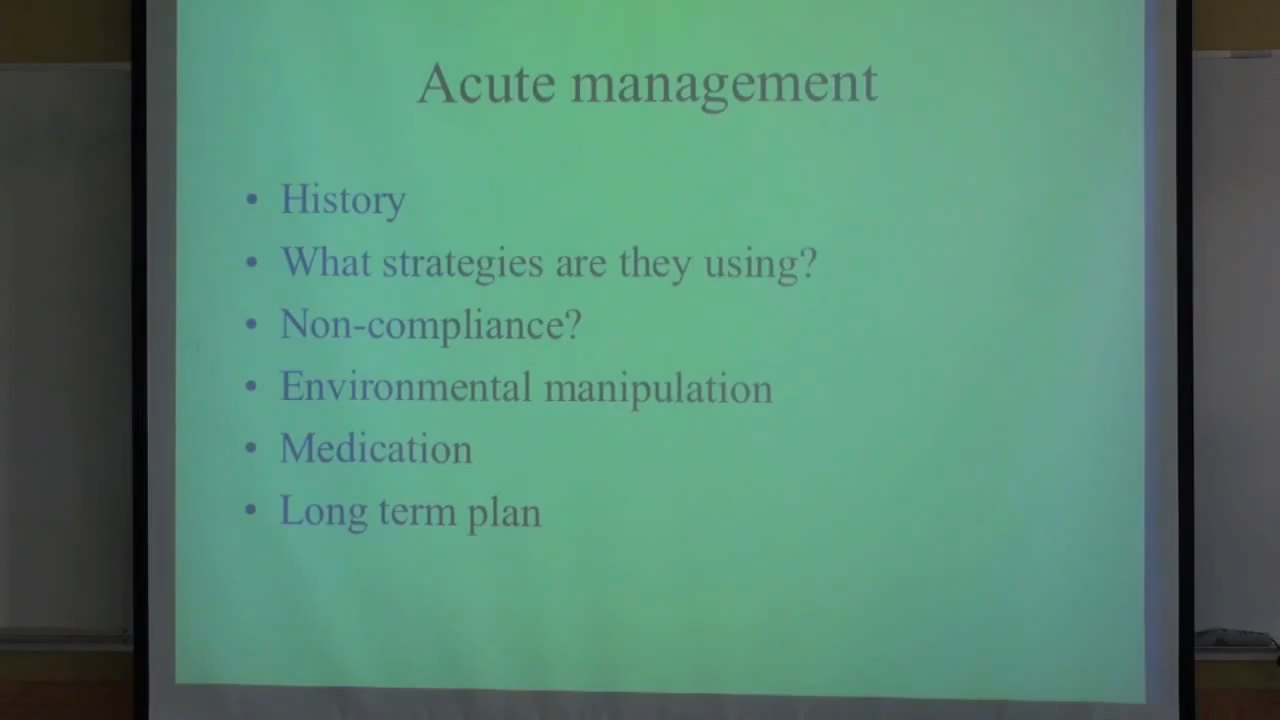 Acute management
• History
• What strategies are they using?
• Non-compliance?
• Environmental manipulation
• Medication
• Long term plan